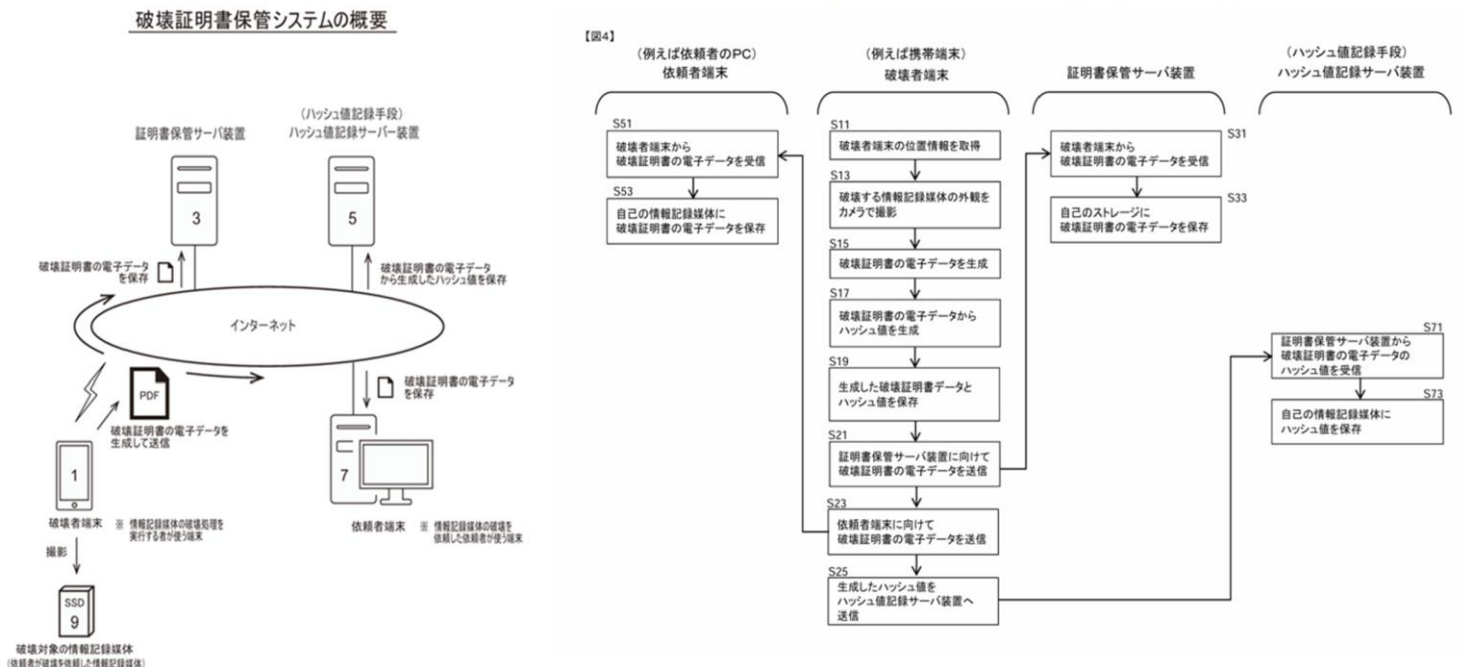 破壊証明書保管システムの概要
証明書保管サーバ装置
(ハッシュ値記録手段)
ハッシュ値記録サーバー装置
3
5
破壊証明書の電子データ
を保存
破壊証明書の電子データ
から生成したハッシュ値を保存
インターネット
PDF
破壊証明書の電子データを
生成して送信
破壊証明書の電子データ
を保存
1
7
破壊者端末
※ 情報記録媒体の破壊処理を
実行する者が使う端末
依頼者端末
※ 情報記録媒体の破壊を
依頼した依頼者が使う端末
撮影
SSD
9
破壊対象の情報記録媒体
(依頼者が破壊を依頼した情報記録媒体)
【図4】
(例えば依頼者のPC)
依頼者端末
(例えば携帯端末)
破壊者端末
証明書保管サーバ装置
(ハッシュ値記録手段)
ハッシュ値記録サーバ装置
S51
破壊者端末から
破壊証明書の電子データを受信
S53
自己の情報記録媒体に
破壊証明書の電子データを保存
S11
破壊者端末の位置情報を取得
S13
破壊する情報記録媒体の外観を
カメラで撮影
S15
破壊証明書の電子データを生成
S17
破壊証明書の電子データから
ハッシュ値を生成
S19
生成した破壊証明書データと
ハッシュ値を保存
S21
証明書保管サーバ装置に向けて
破壊証明書の電子データを送信
S23
依頼者端末に向けて
破壊証明書の電子データを送信
S25
生成したハッシュ値を
ハッシュ値記録サーバ装置へ
送信
S31
破壊者端末から
破壊証明書の電子データを受信
S33
自己のストレージに
破壊証明書の電子データを保存
S71
証明書保管サーバ装置から
破壊証明書の電子データの
ハッシュ値を受信
S73
自己の情報記録媒体に
ハッシュ値を保存